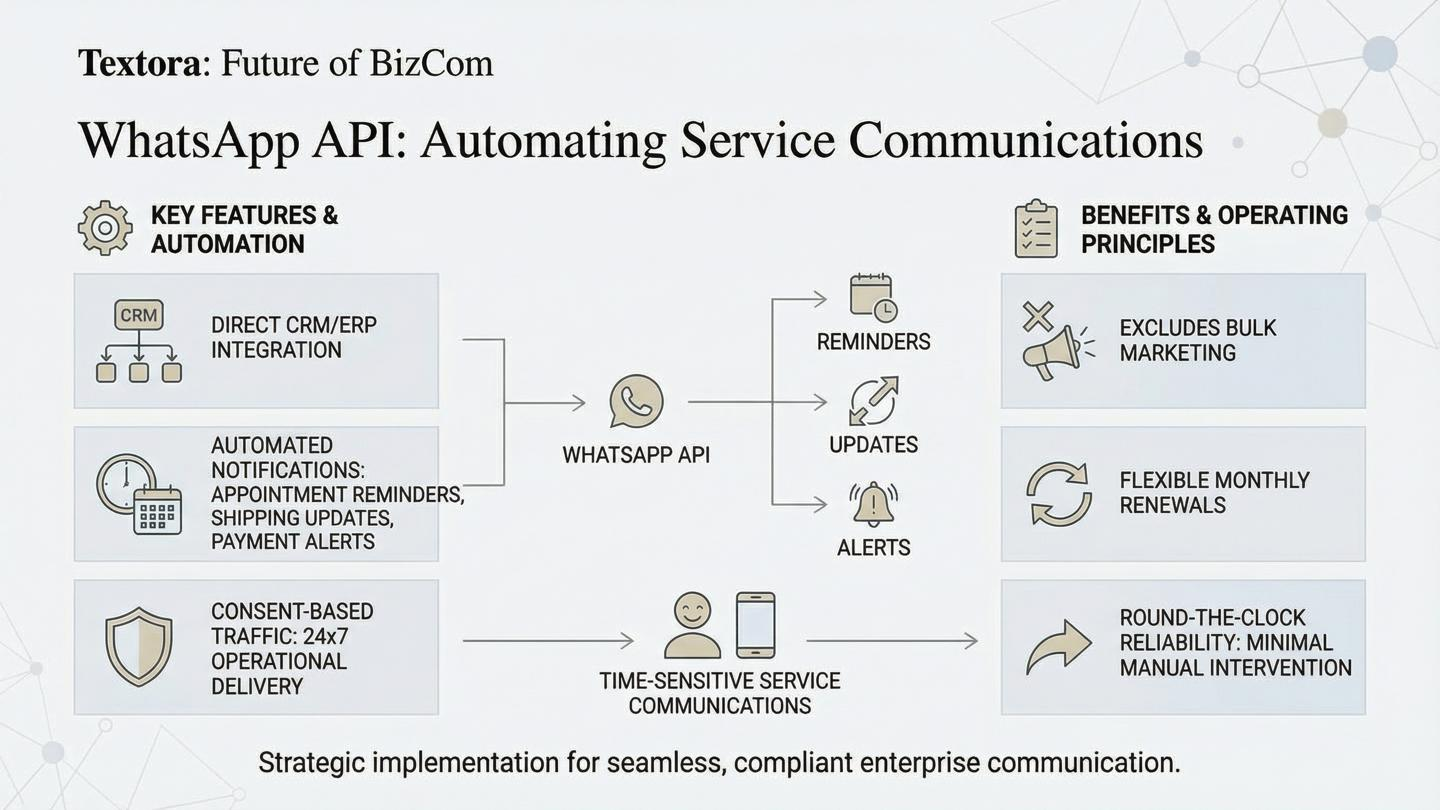 Textora: Future of BizCom
WhatsApp API: Automating Service Communications
KEY FEATURES &
AUTOMATION
CRM
DIRECT CRM/ERP
INTEGRATION
AUTOMATED
NOTIFICATIONS:
APPOINTMENT REMINDERS,
SHIPPING UPDATES,
PAYMENT ALERTS
CONSENT-BASED
TRAFFIC: 24x7
OPERATIONAL
DELIVERY
WHATSAPP API
REMINDERS
UPDATES
ALERTS
TIME-SENSITIVE SERVICE
COMMUNICATIONS
BENEFITS & OPERATING
PRINCIPLES
EXCLUDES BULK
MARKETING
FLEXIBLE MONTHLY
RENEWALS
ROUND-THE-CLOCK
RELIABILITY: MINIMAL
MANUAL INTERVENTION
Strategic implementation for seamless, compliant enterprise communication.